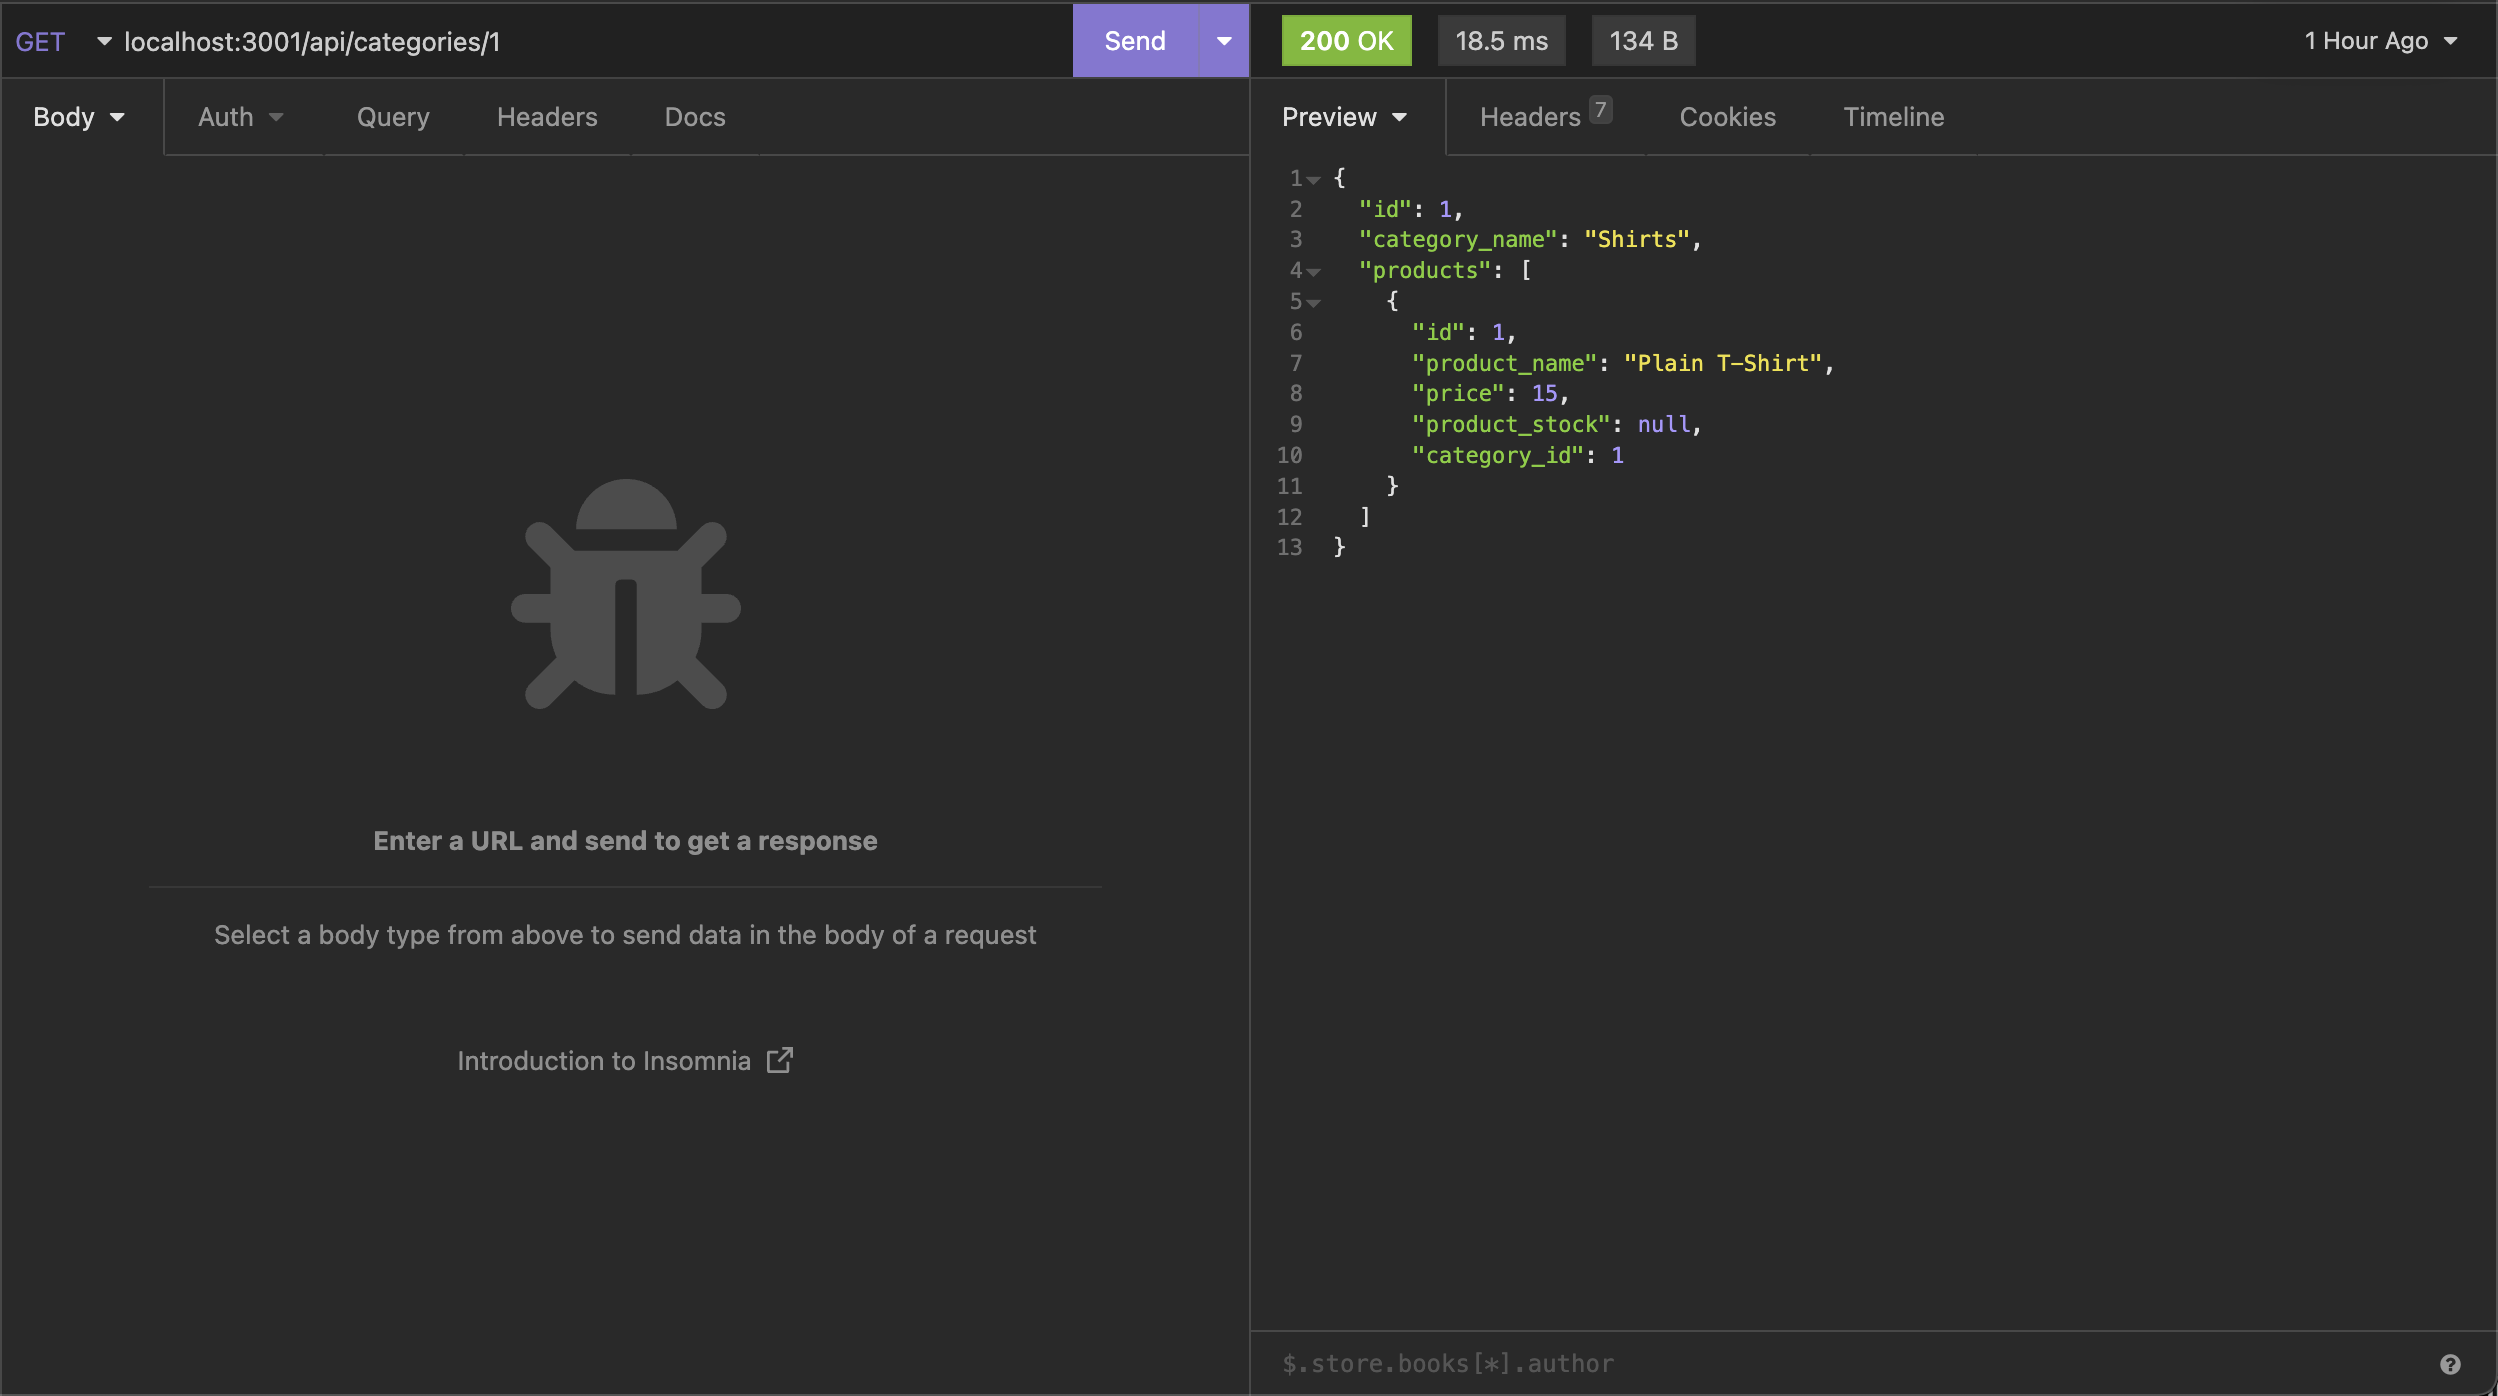 GET localhost:3001/api/categories/1 Send
200 OK 18.5 ms 134 B 1 Hour Ago
Body Auth Query Headers Docs
Enter a URL and send to get a response
Select a body type from above to send data in the body of a request
Introduction to Insomnia
Preview Headers 7 Cookies Timeline
1 {
2 "id": 1,
3 "category_name": "Shirts",
4 "products": [
5 {
6 "id": 1,
7 "product_name": "Plain T-Shirt",
8 "price": 15,
9 "product_stock": null,
10 "category_id": 1
11 }
12 ]
13 }
$.store.books[*].author ?